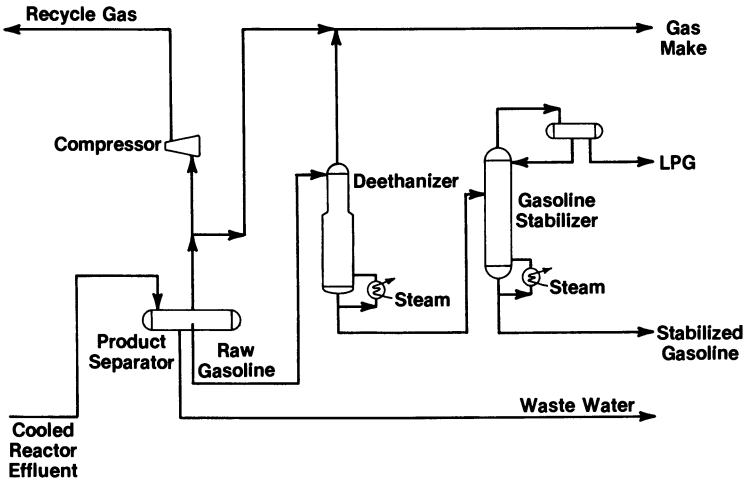 Recycle Gas
Gas
Make
Compressor
LPG
Deethanizer
Gasoline
Stabilizer
Steam
Steam
Product
Separator
Raw
Gasoline
Stabilized
Gasoline
Waste Water
Cooled
Reactor
Effluent